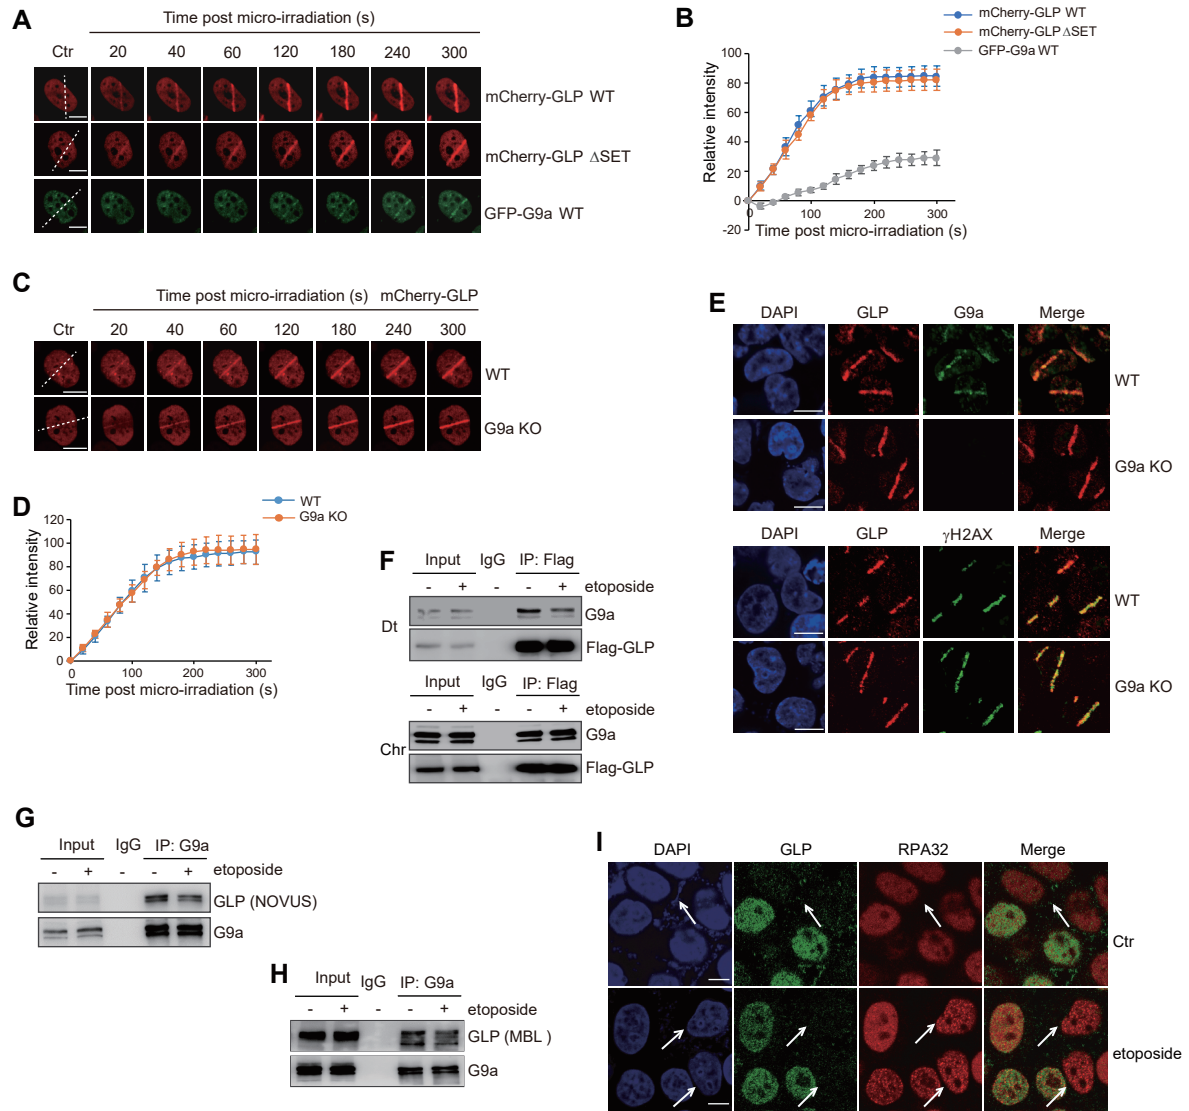 A
Time post micro-irradiation (s)
Ctr 20 40 60 120 180 240 300
mCherry-GLP WT
mCherry-GLP ΔSET
GFP-G9a WT
B
mCherry-GLP WT
mCherry-GLP ΔSET
GFP-G9a WT
Relative intensity
100
80
60
40
20
0
-20
0 100 200 300
Time post micro-irradiation (s)
C
Time post micro-irradiation (s) mCherry-GLP
Ctr 20 40 60 120 180 240 300
WT
G9a KO
D
WT
G9a KO
Relative intensity
120
100
80
60
40
20
0
0 100 200 300
Time post micro-irradiation (s)
E
DAPI GLP G9a Merge
WT
G9a KO
DAPI GLP γH2AX Merge
WT
G9a KO
F
Input IgG IP: Flag
- + - - + etoposide
Dt
G9a
Flag-GLP
Input IgG IP: Flag
- + - - + etoposide
Chr
G9a
Flag-GLP
G
Input IgG IP: G9a
- + - - + etoposide
GLP (NOVUS)
G9a
H
Input IgG IP: G9a
- + - - + etoposide
GLP (MBL )
G9a
I
DAPI GLP RPA32 Merge
Ctr
etoposide